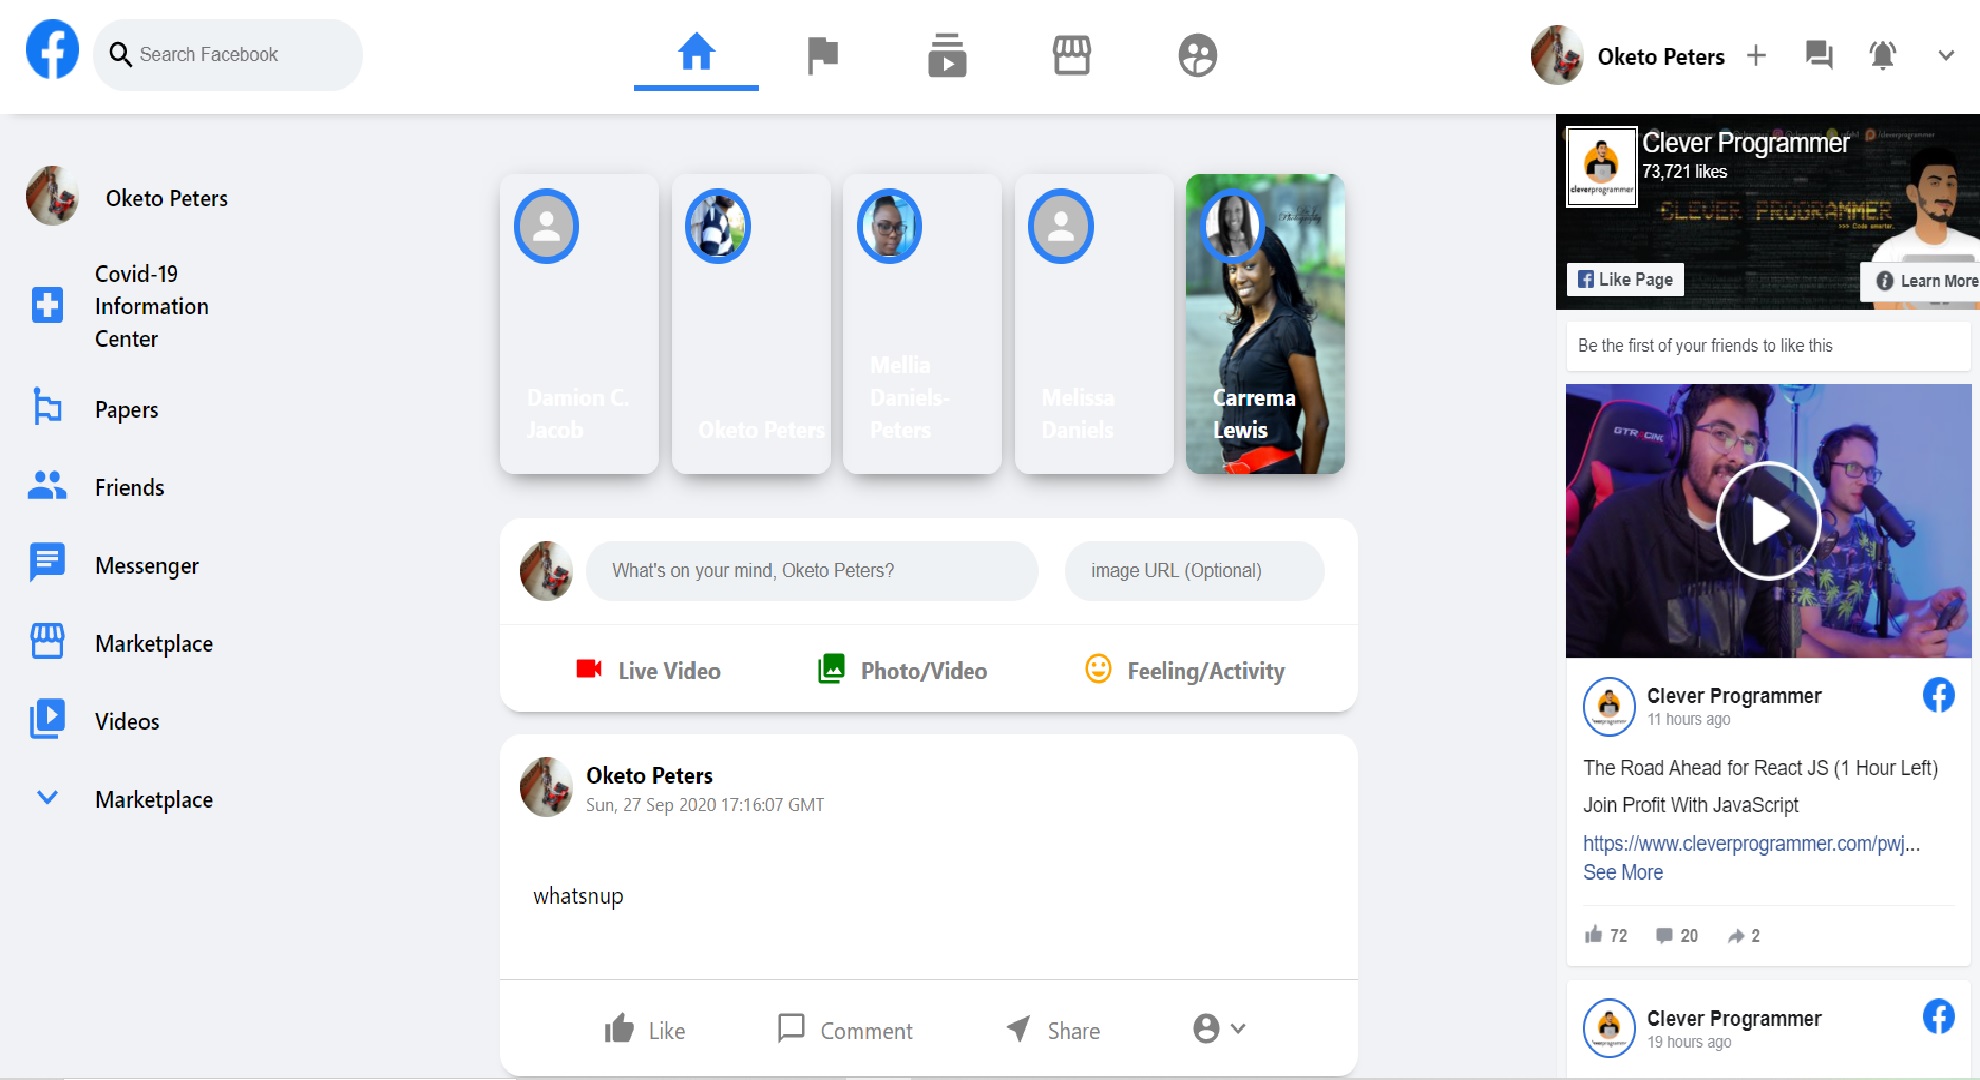 Search Facebook
Oketo Peters
Oketo Peters
Covid-19
Information
Center
Papers
Friends
Messenger
Marketplace
Videos
Marketplace
Damion C.
Jacob
Oketo Peters
Mellia
Daniels-
Peters
Melissa
Daniels
Carrema
Lewis
What's on your mind, Oketo Peters?
image URL (Optional)
Live Video
Photo/Video
Feeling/Activity
Oketo Peters
Sun, 27 Sep 2020 17:16:07 GMT
whatsnup
Like
Comment
Share
Clever Programmer
73,721 likes
cleverprogrammer
CLEVER PROGRAMMER
>>> Code smarter.
Like Page
Learn More
Be the first of your friends to like this
GTRACING
Clever Programmer
11 hours ago
The Road Ahead for React JS (1 Hour Left)
Join Profit With JavaScript
https://www.cleverprogrammer.com/pwj...
See More
72
20
2
Clever Programmer
19 hours ago